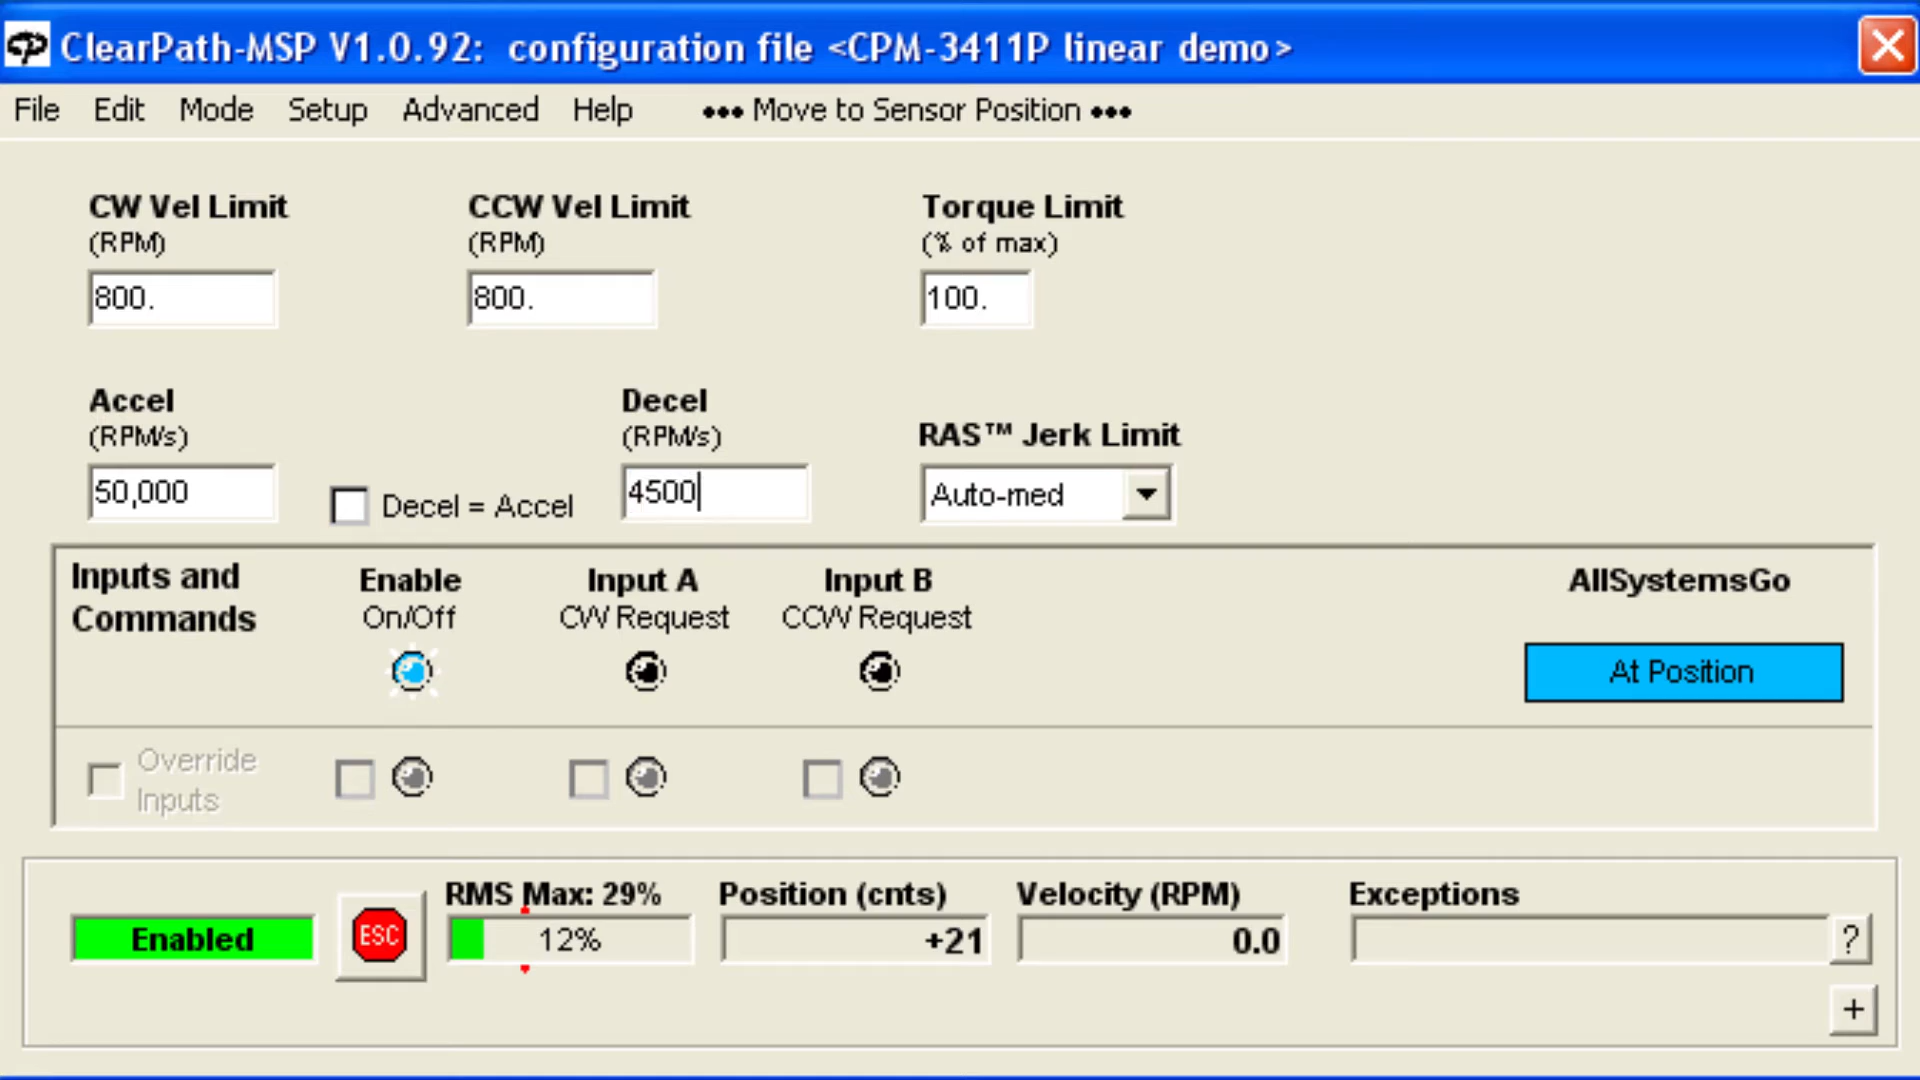 ClearPath-MSP V1.0.92: configuration file <CPM-3411P linear demo>
File Edit Mode Setup Advanced Help ••• Move to Sensor Position •••
CW Vel Limit
(RPM)
800.
CCW Vel Limit
(RPM)
800.
Torque Limit
(% of max)
100.
Accel
(RPM/s)
50,000
Decel = Accel
Decel
(RPM/s)
4500
RAS™ Jerk Limit
Auto-med
Inputs and
Commands
Enable
On/Off
Input A
CW Request
Input B
CCW Request
AllSystemsGo
At Position
Override
Inputs
Enabled
ESC
RMS Max: 29%
12%
Position (cnts)
+21
Velocity (RPM)
0.0
Exceptions
?
+